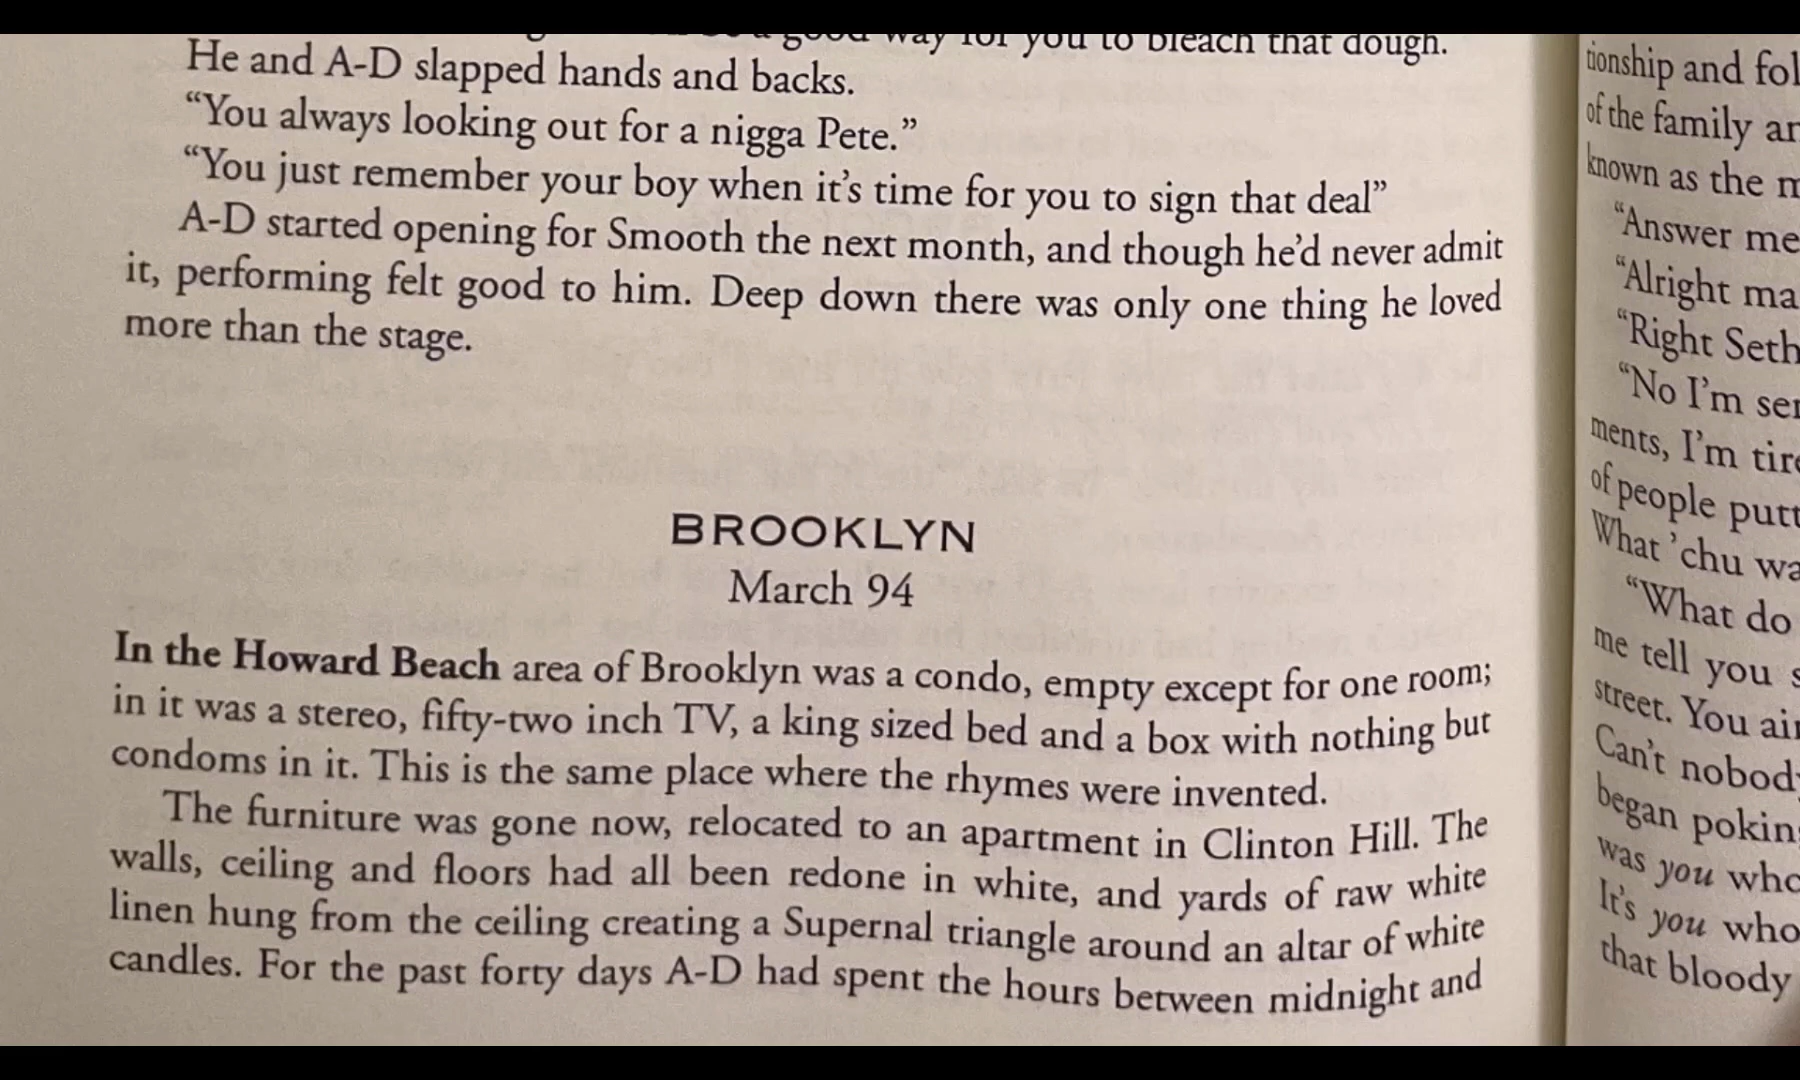 good way for you to bleach that dough.
He and A-D slapped hands and backs.
“You always looking out for a nigga Pete.”
“You just remember your boy when it’s time for you to sign that deal”
A-D started opening for Smooth the next month, and though he’d never admit
it, performing felt good to him. Deep down there was only one thing he loved
more than the stage.
BROOKLYN
March 94
In the Howard Beach area of Brooklyn was a condo, empty except for one room;
in it was a stereo, fifty-two inch TV, a king sized bed and a box with nothing but
condoms in it. This is the same place where the rhymes were invented.
The furniture was gone now, relocated to an apartment in Clinton Hill. The
walls, ceiling and floors had all been redone in white, and yards of raw white
linen hung from the ceiling creating a Supernal triangle around an altar of white
candles. For the past forty days A-D had spent the hours between midnight and
tionship and fol
of the family an
known as the m
“Answer me
“Alright ma
“Right Seth
“No I’m ser
ments, I’m tire
of people putt
What ’chu wa
“What do
me tell you s
street. You ain
Can’t nobody
began poking
was you who
It’s you who
that bloody